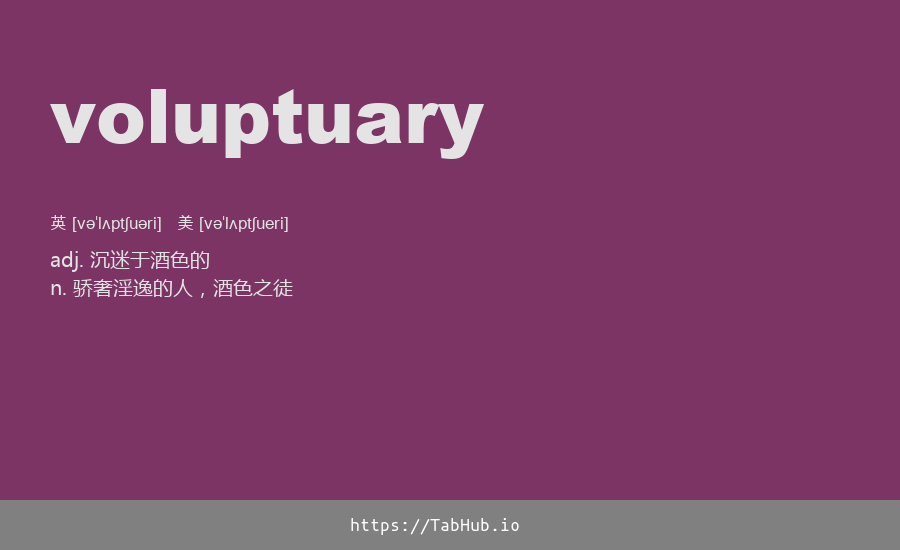 voluptuary
英 [vəˈlʌptʃuəri] 美 [vəˈlʌptʃueri]
adj. 沉迷于酒色的
n. 骄奢淫逸的人，酒色之徒
https://TabHub.io